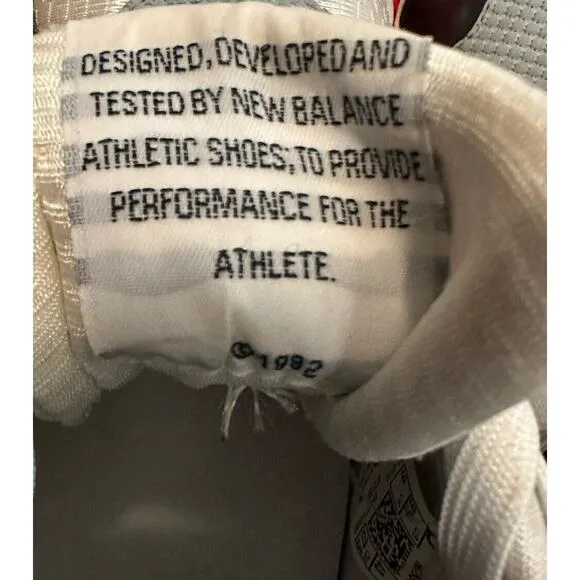 DESIGNED, DEVELOPED AND
TESTED BY NEW BALANCE
ATHLETIC SHOES; TO PROVIDE
PERFORMANCE FOR THE
ATHLETE.
©1992